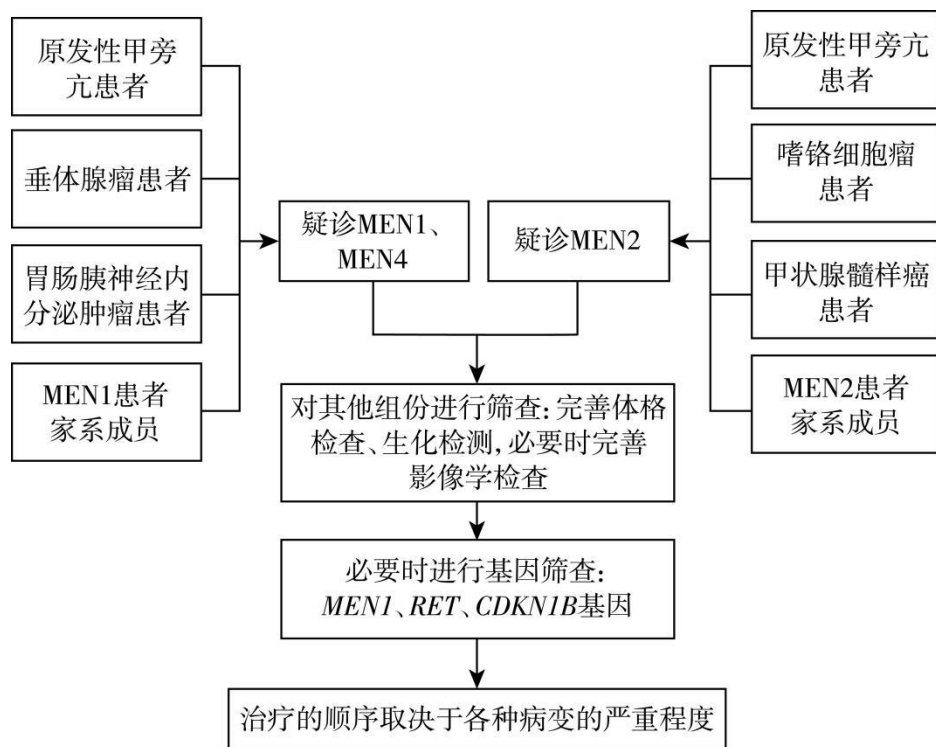 原发性甲旁
亢患者
垂体腺瘤患者
胃肠胰神经内
分泌肿瘤患者
MEN1患者
家系成员
疑诊MEN1、
MEN4
疑诊MEN2
原发性甲旁亢
患者
嗜铬细胞瘤
患者
甲状腺髓样癌
患者
MEN2患者
家系成员
对其他组份进行筛查:完善体格
检查、生化检测,必要时完善
影像学检查
必要时进行基因筛查:
MEN1、RET、CDKN1B基因
治疗的顺序取决于各种病变的严重程度